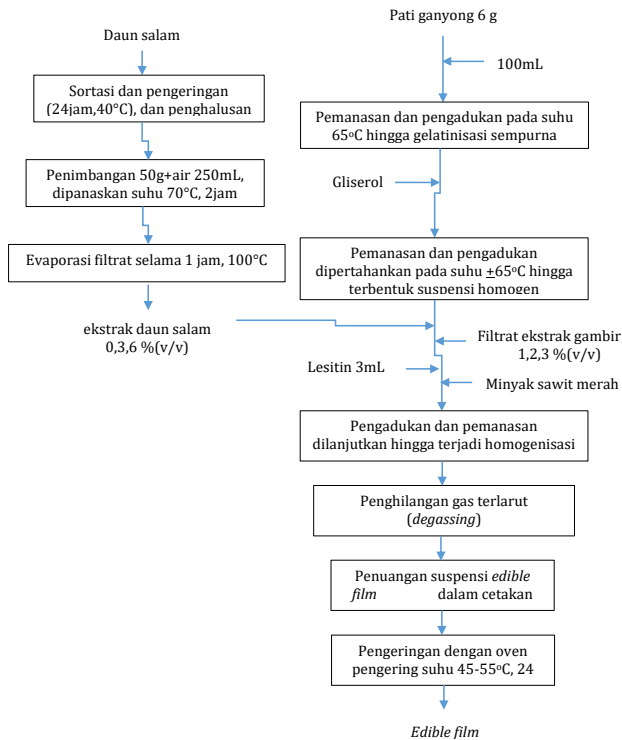 Daun salam
Sortasi dan pengeringan
(24jam,40°C), dan penghalusan
Penimbangan 50g+air 250mL,
dipanaskan suhu 70°C, 2jam
Evaporasi filtrat selama 1 jam, 100°C
ekstrak daun salam
0,3,6 %(v/v)
Pati ganyong 6 g
100mL
Pemanasan dan pengadukan pada suhu
65°C hingga gelatinisasi sempurna
Gliserol
Pemanasan dan pengadukan
dipertahankan pada suhu ±65°C hingga
terbentuk suspensi homogen
Filtrat ekstrak gambir
1,2,3 %(v/v)
Lesitin 3mL
Minyak sawit merah
Pengadukan dan pemanasan
dilanjutkan hingga terjadi homogenisasi
Penghilangan gas terlarut
(degassing)
Penuangan suspensi edible
film dalam cetakan
Pengeringan dengan oven
pengering suhu 45-55°C, 24
Edible film